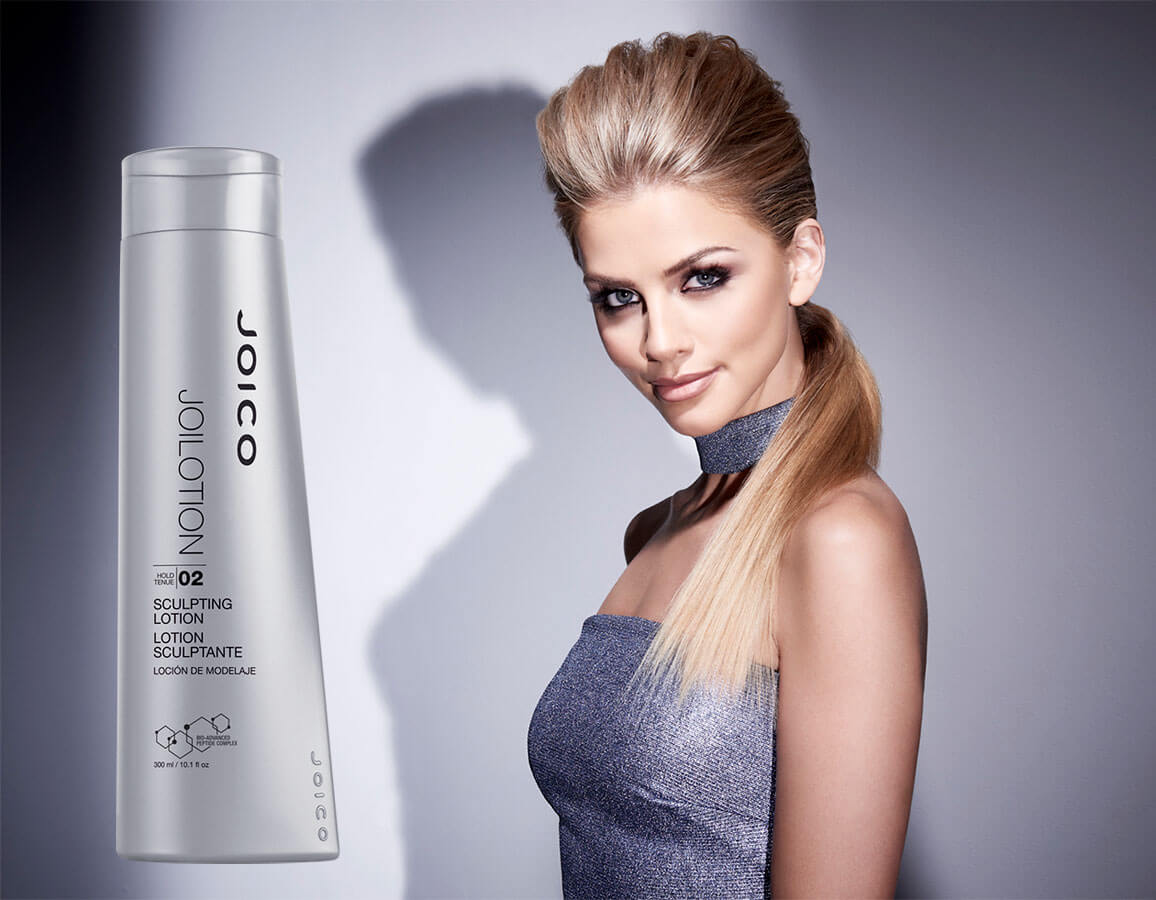 JOICO
JOILOTION
HOLD
TENUE
02
SCULPTING
LOTION
LOTION
SCULPTANTE
LOCIÓN DE MODELAJE
BIO-ADVANCED
PEPTIDE COMPLEX
300 ml / 10.1 fl oz
JOICO